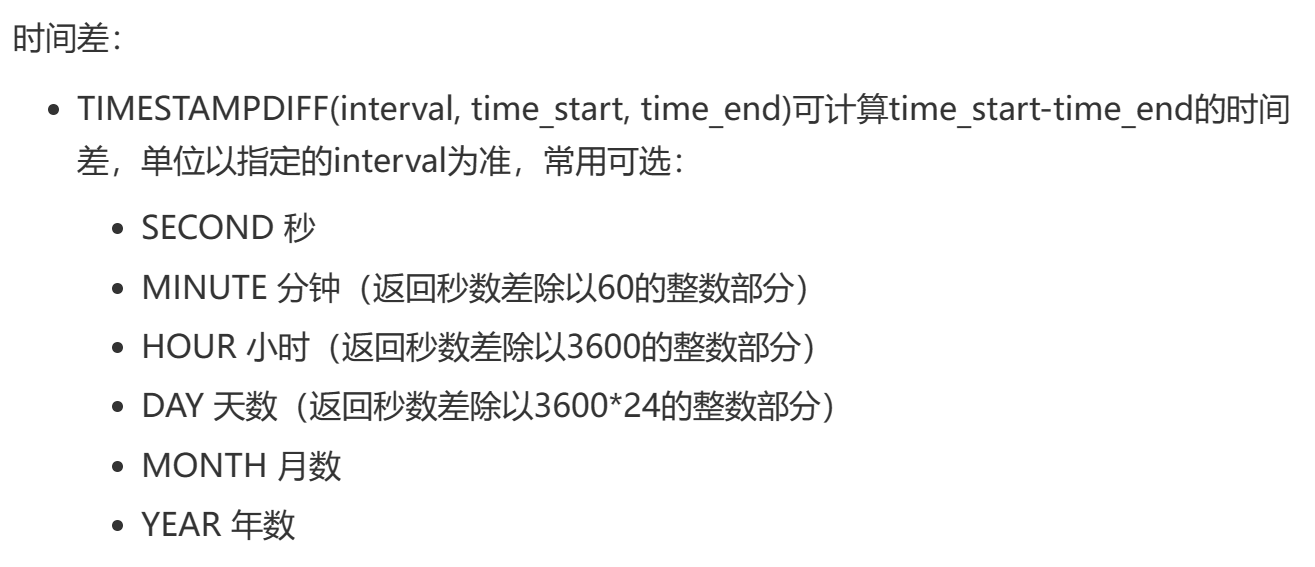 时间差：
TIMESTAMPDIFF(interval, time_start, time_end)可计算time_start-time_end的时间
差，单位以指定的interval为准，常用可选：
SECOND 秒
MINUTE 分钟（返回秒数差除以60的整数部分）
HOUR 小时（返回秒数差除以3600的整数部分）
DAY 天数（返回秒数差除以3600*24的整数部分）
MONTH 月数
YEAR 年数